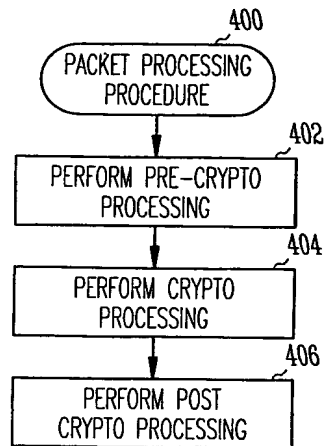 400
PACKET PROCESSING
PROCEDURE
402
PERFORM PRE-CRYPTO
PROCESSING
404
PERFORM CRYPTO
PROCESSING
406
PERFORM POST
CRYPTO PROCESSING